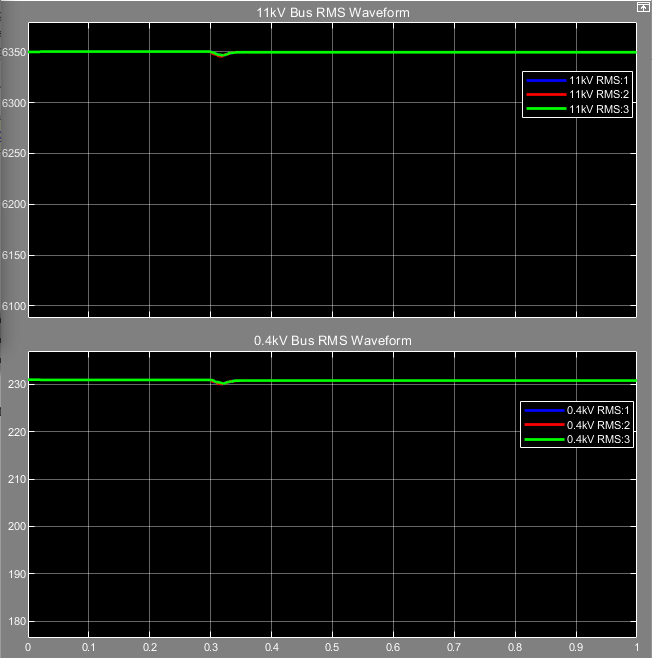 11kV Bus RMS Waveform
6350
6300
6250
6200
6150
6100
11kV RMS:1
11kV RMS:2
11kV RMS:3
0.4kV Bus RMS Waveform
230
220
210
200
190
180
0.4kV RMS:1
0.4kV RMS:2
0.4kV RMS:3
0 0.1 0.2 0.3 0.4 0.5 0.6 0.7 0.8 0.9 1